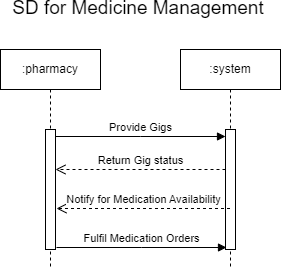 SD for Medicine Management
:pharmacy
:system
Provide Gigs
Return Gig status
Notify for Medication Availability
Fulfil Medication Orders